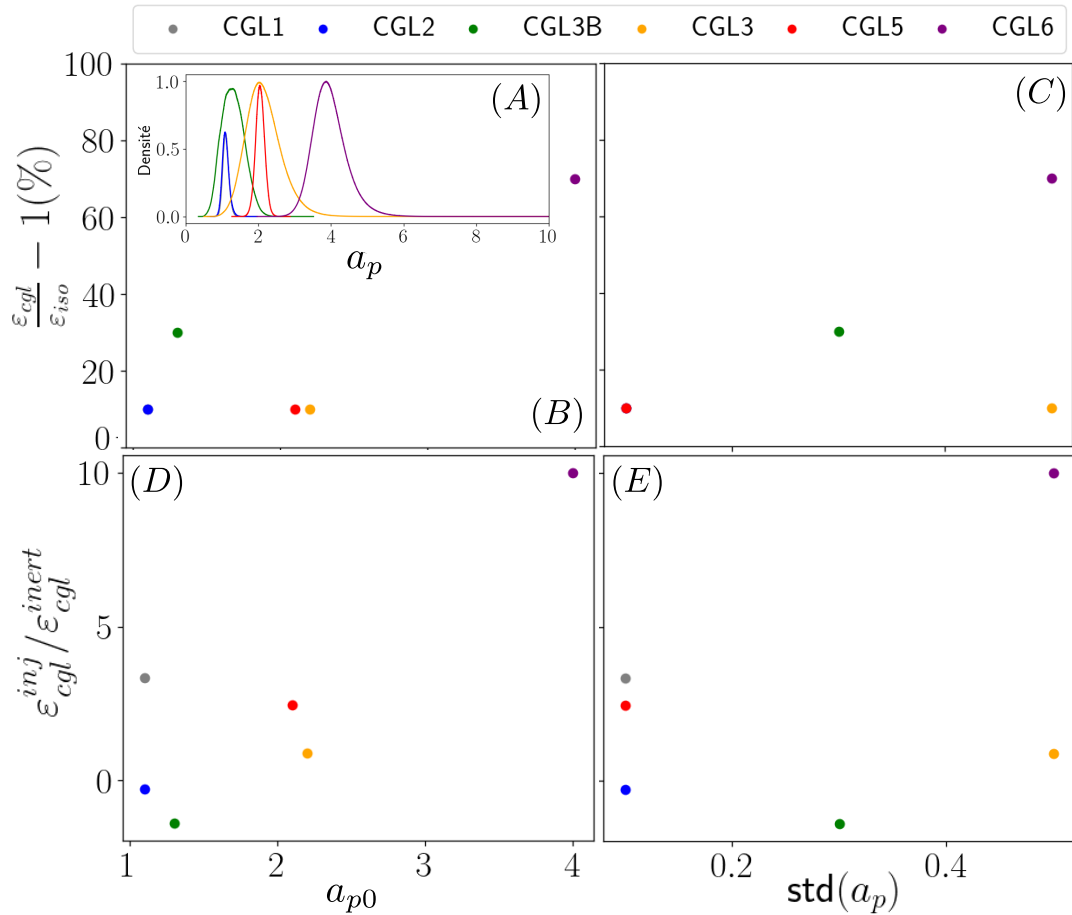 CGL1 CGL2 CGL3B CGL3 CGL5 CGL6
100
80
60
40
20
0
ε_cgl/ε_iso − 1(%)
(A)
1.0
0.5
0.0
Densité
0 2 4 6 8 10
a_p
(B)
(C)
(D)
10
5
0
ε_cgl^inj/ε_cgl^inert
1 2 3 4
a_p0
(E)
0.2 0.4
std(a_p)